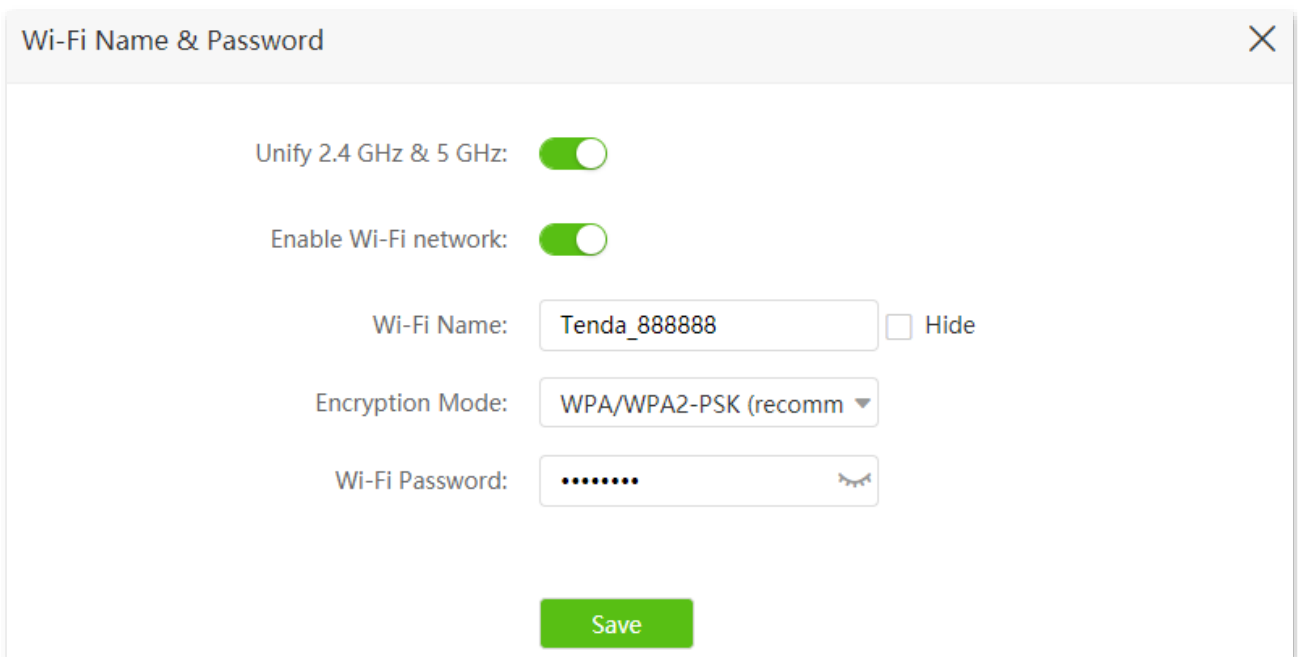 Wi-Fi Name & Password
Unify 2.4 GHz & 5 GHz:
Enable Wi-Fi network:
Wi-Fi Name: Tenda_888888 Hide
Encryption Mode: WPA/WPA2-PSK (recomm
Wi-Fi Password: ••••••••
Save